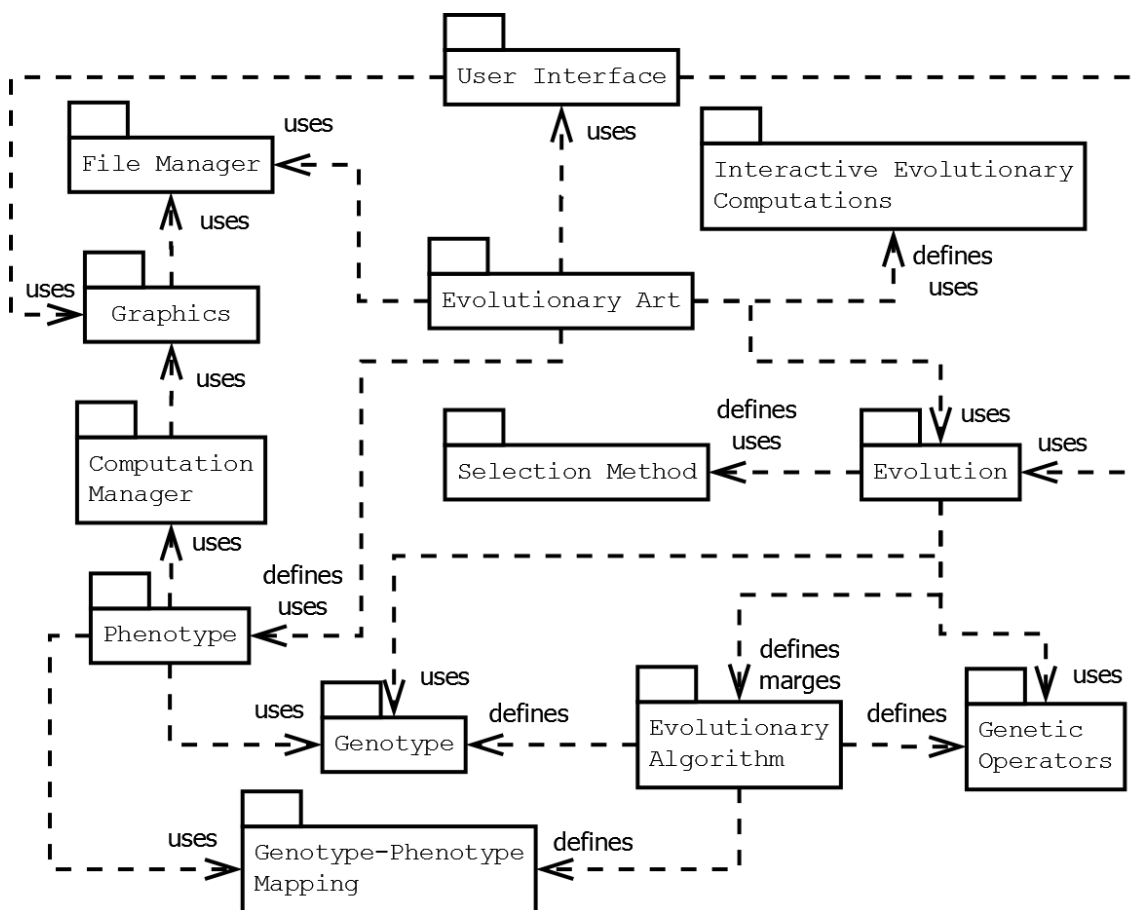 User Interface
uses
File Manager
uses
Interactive Evolutionary
Computations
uses
defines
uses
uses
Graphics
Evolutionary Art
uses
defines
uses
uses
uses
Computation
Manager
Selection Method
Evolution
uses
defines
uses
Phenotype
defines
marges
uses
uses
uses
defines
defines
Genotype
Evolutionary
Algorithm
Genetic
Operators
uses
defines
Genotype-Phenotype
Mapping